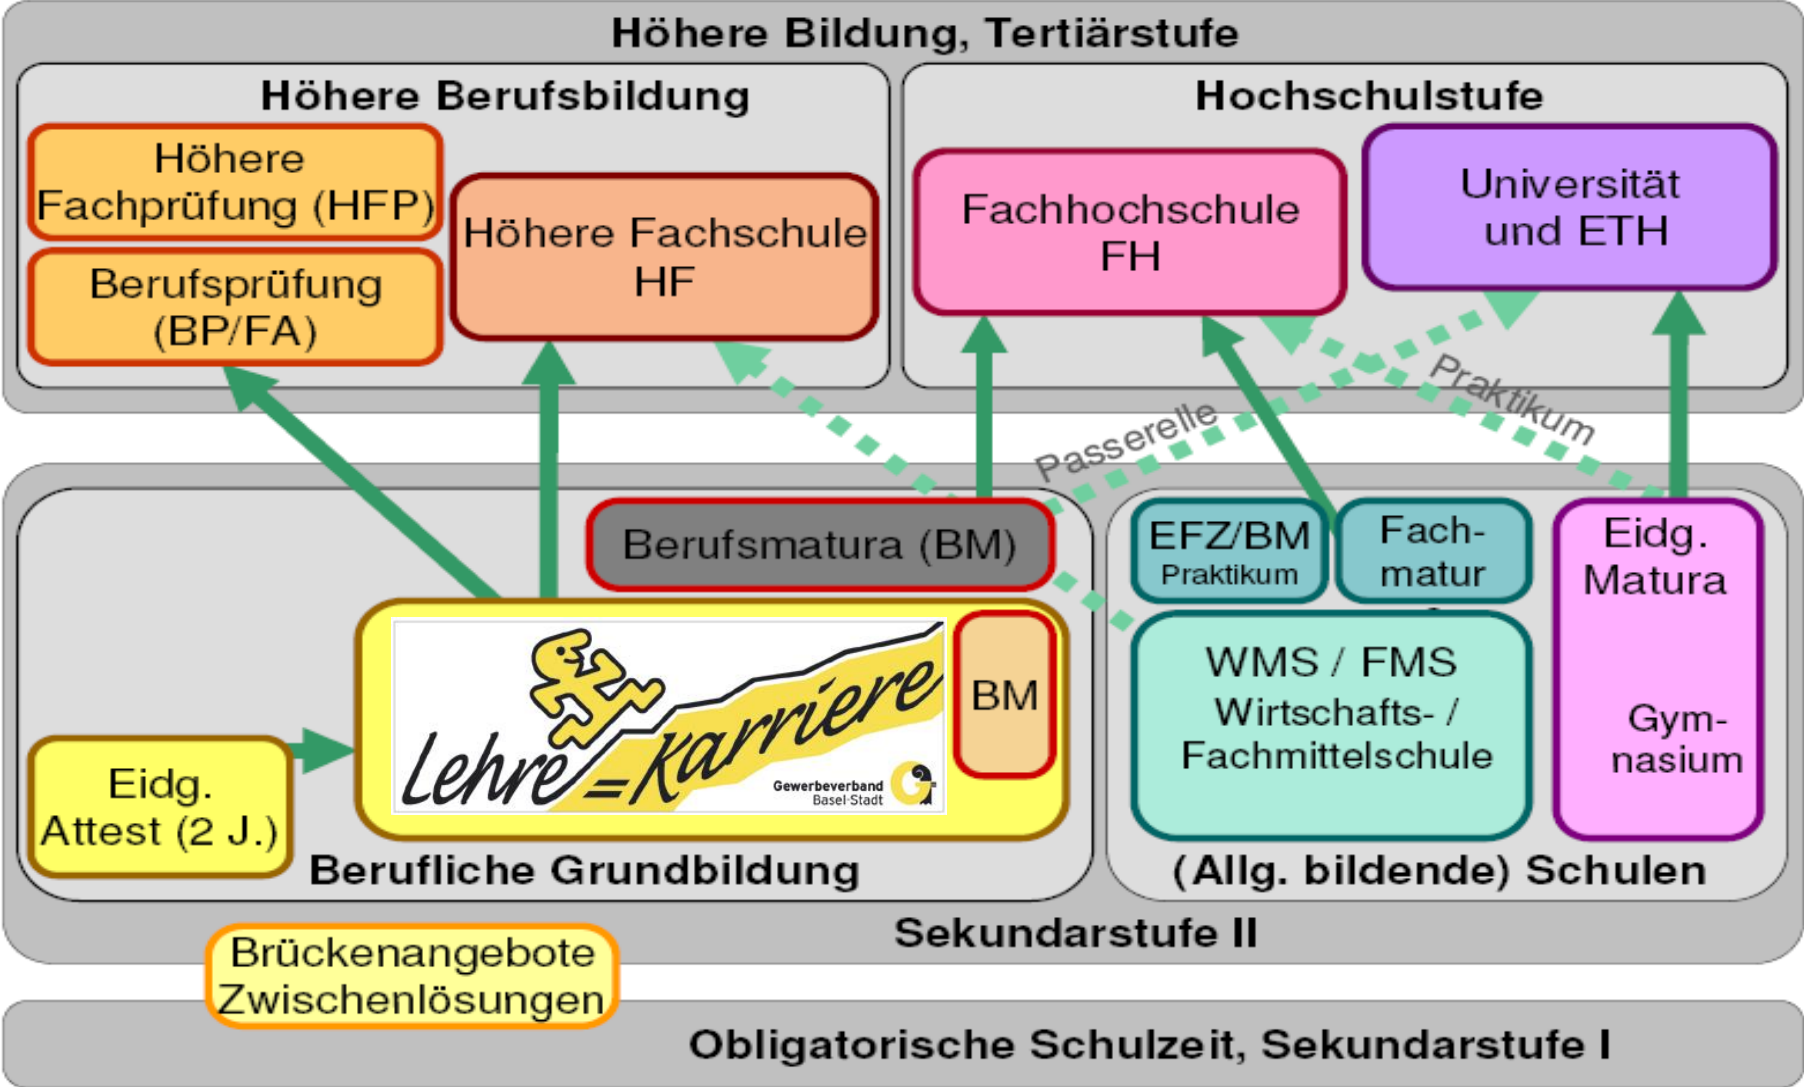 Höhere Bildung, Tertiärstufe
Höhere Berufsbildung
Höhere
Fachprüfung (HFP)
Berufsprüfung
(BP/FA)
Höhere Fachschule
HF
Hochschulstufe
Fachhochschule
FH
Universität
und ETH
Passerelle
Praktikum
Berufsmatura (BM)
Lehre = Karriere
Gewerbeverband
Basel-Stadt
BM
Eidg.
Attest (2 J.)
Berufliche Grundbildung
EFZ/BM
Praktikum
Fach-
matur
WMS / FMS
Wirtschafts- /
Fachmittelschule
Eidg.
Matura
Gym-
nasium
(Allg. bildende) Schulen
Sekundarstufe II
Brückenangebote
Zwischenlösungen
Obligatorische Schulzeit, Sekundarstufe I